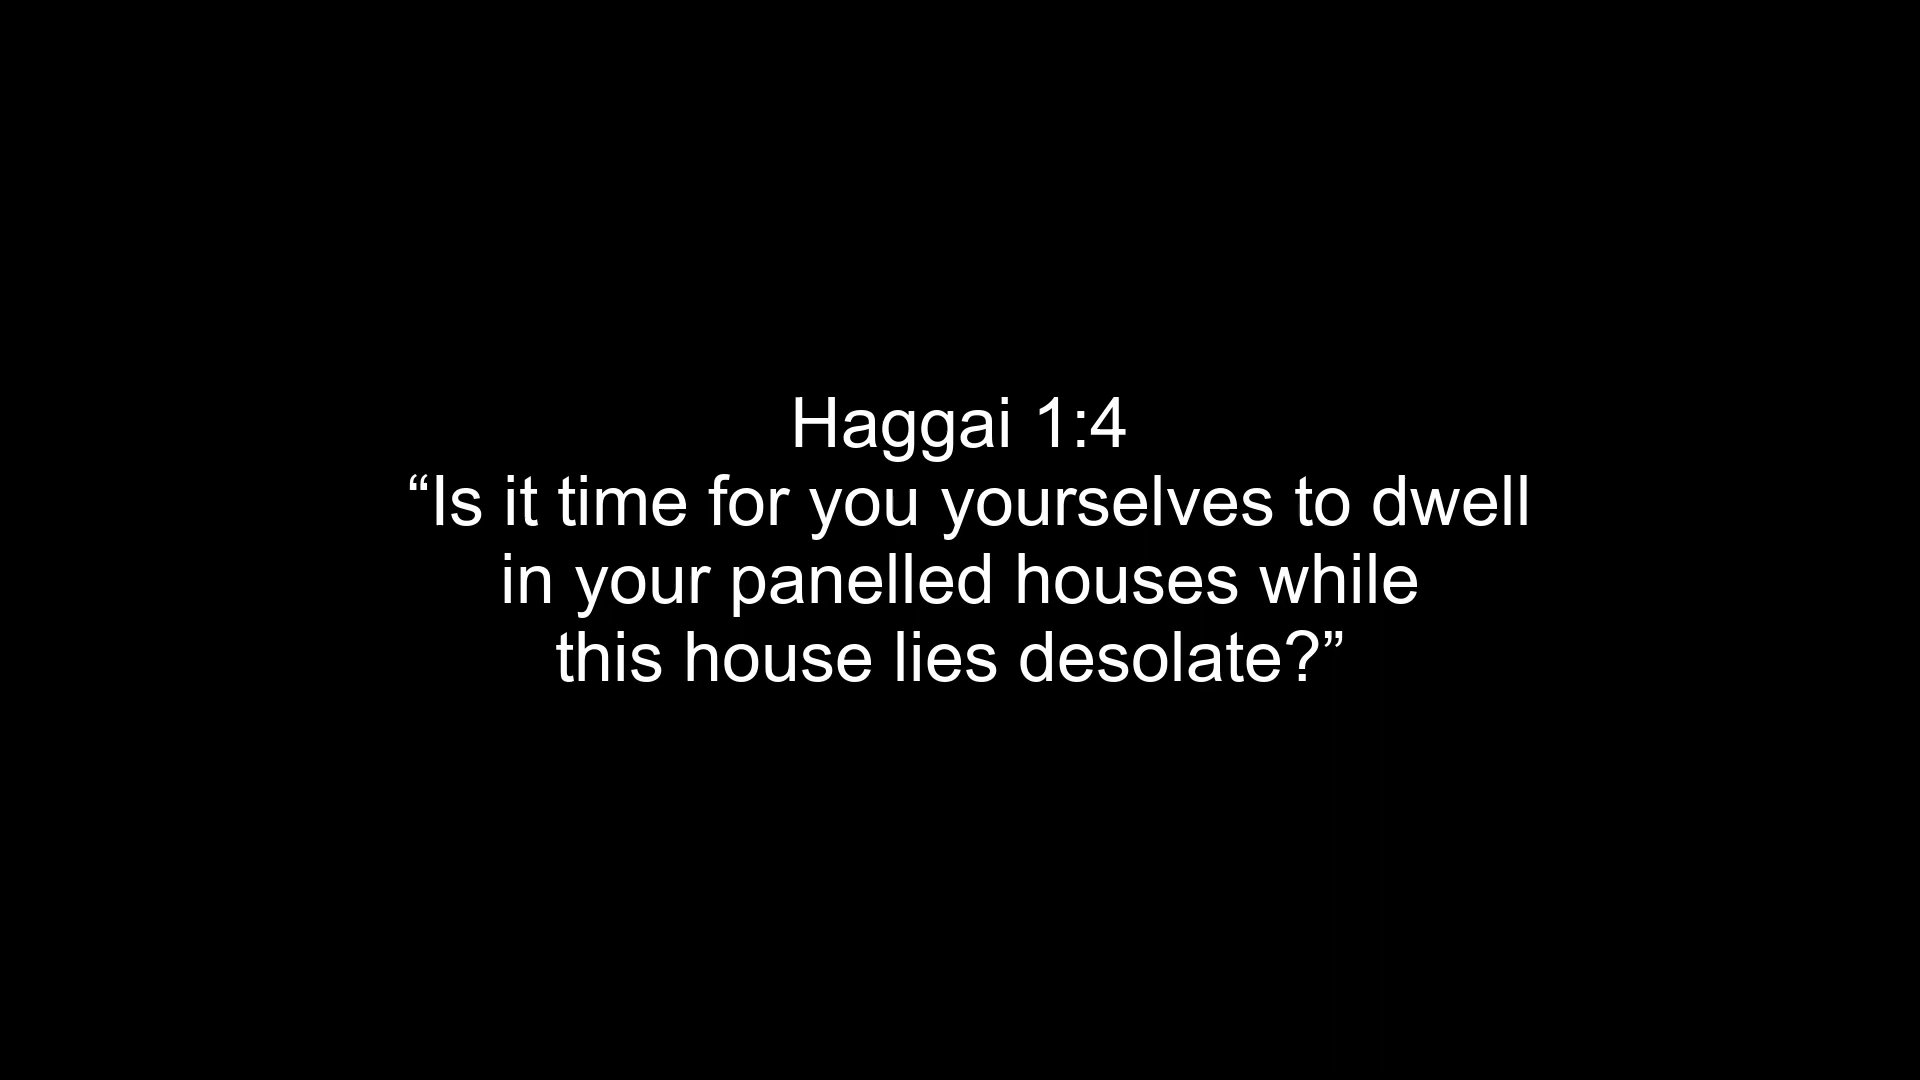 Haggai 1:4
“Is it time for you yourselves to dwell
in your panelled houses while
this house lies desolate?”